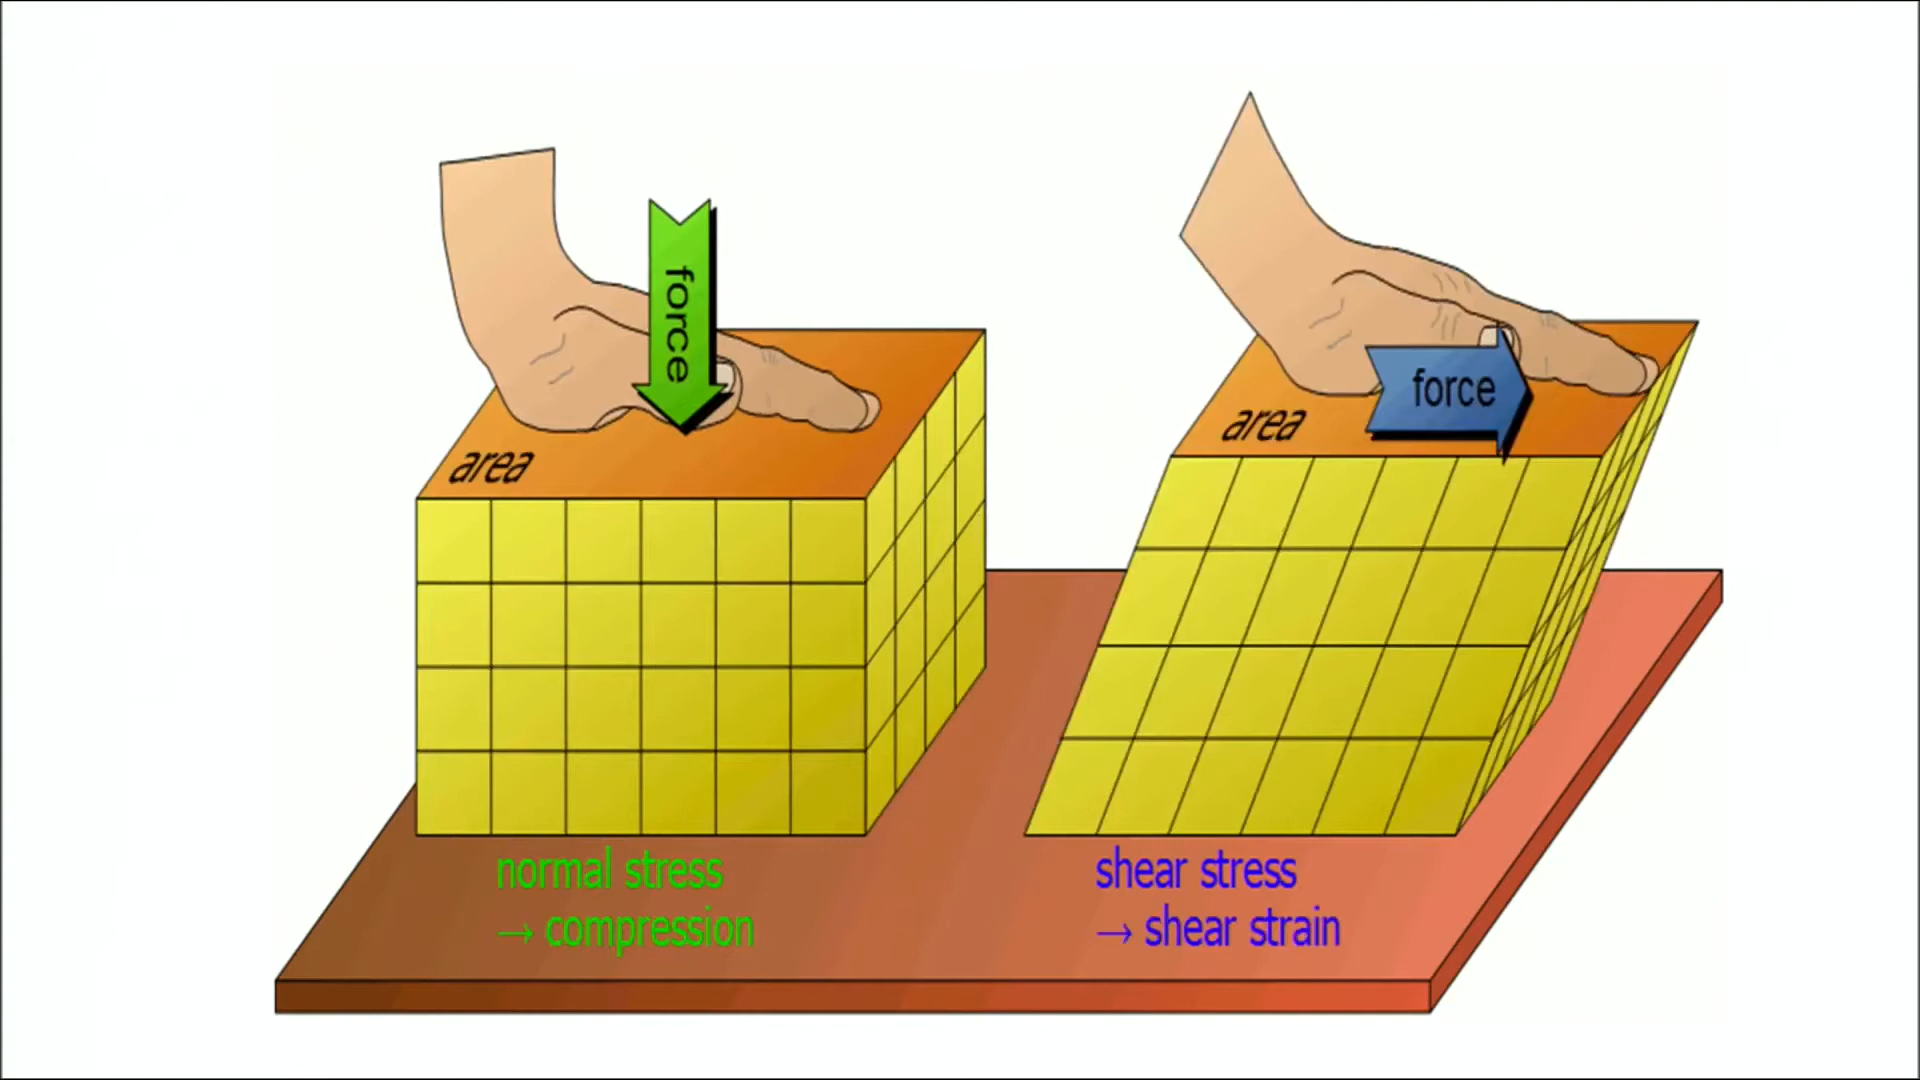 force
area
force
area
normal stress
→ compression
shear stress
→ shear strain